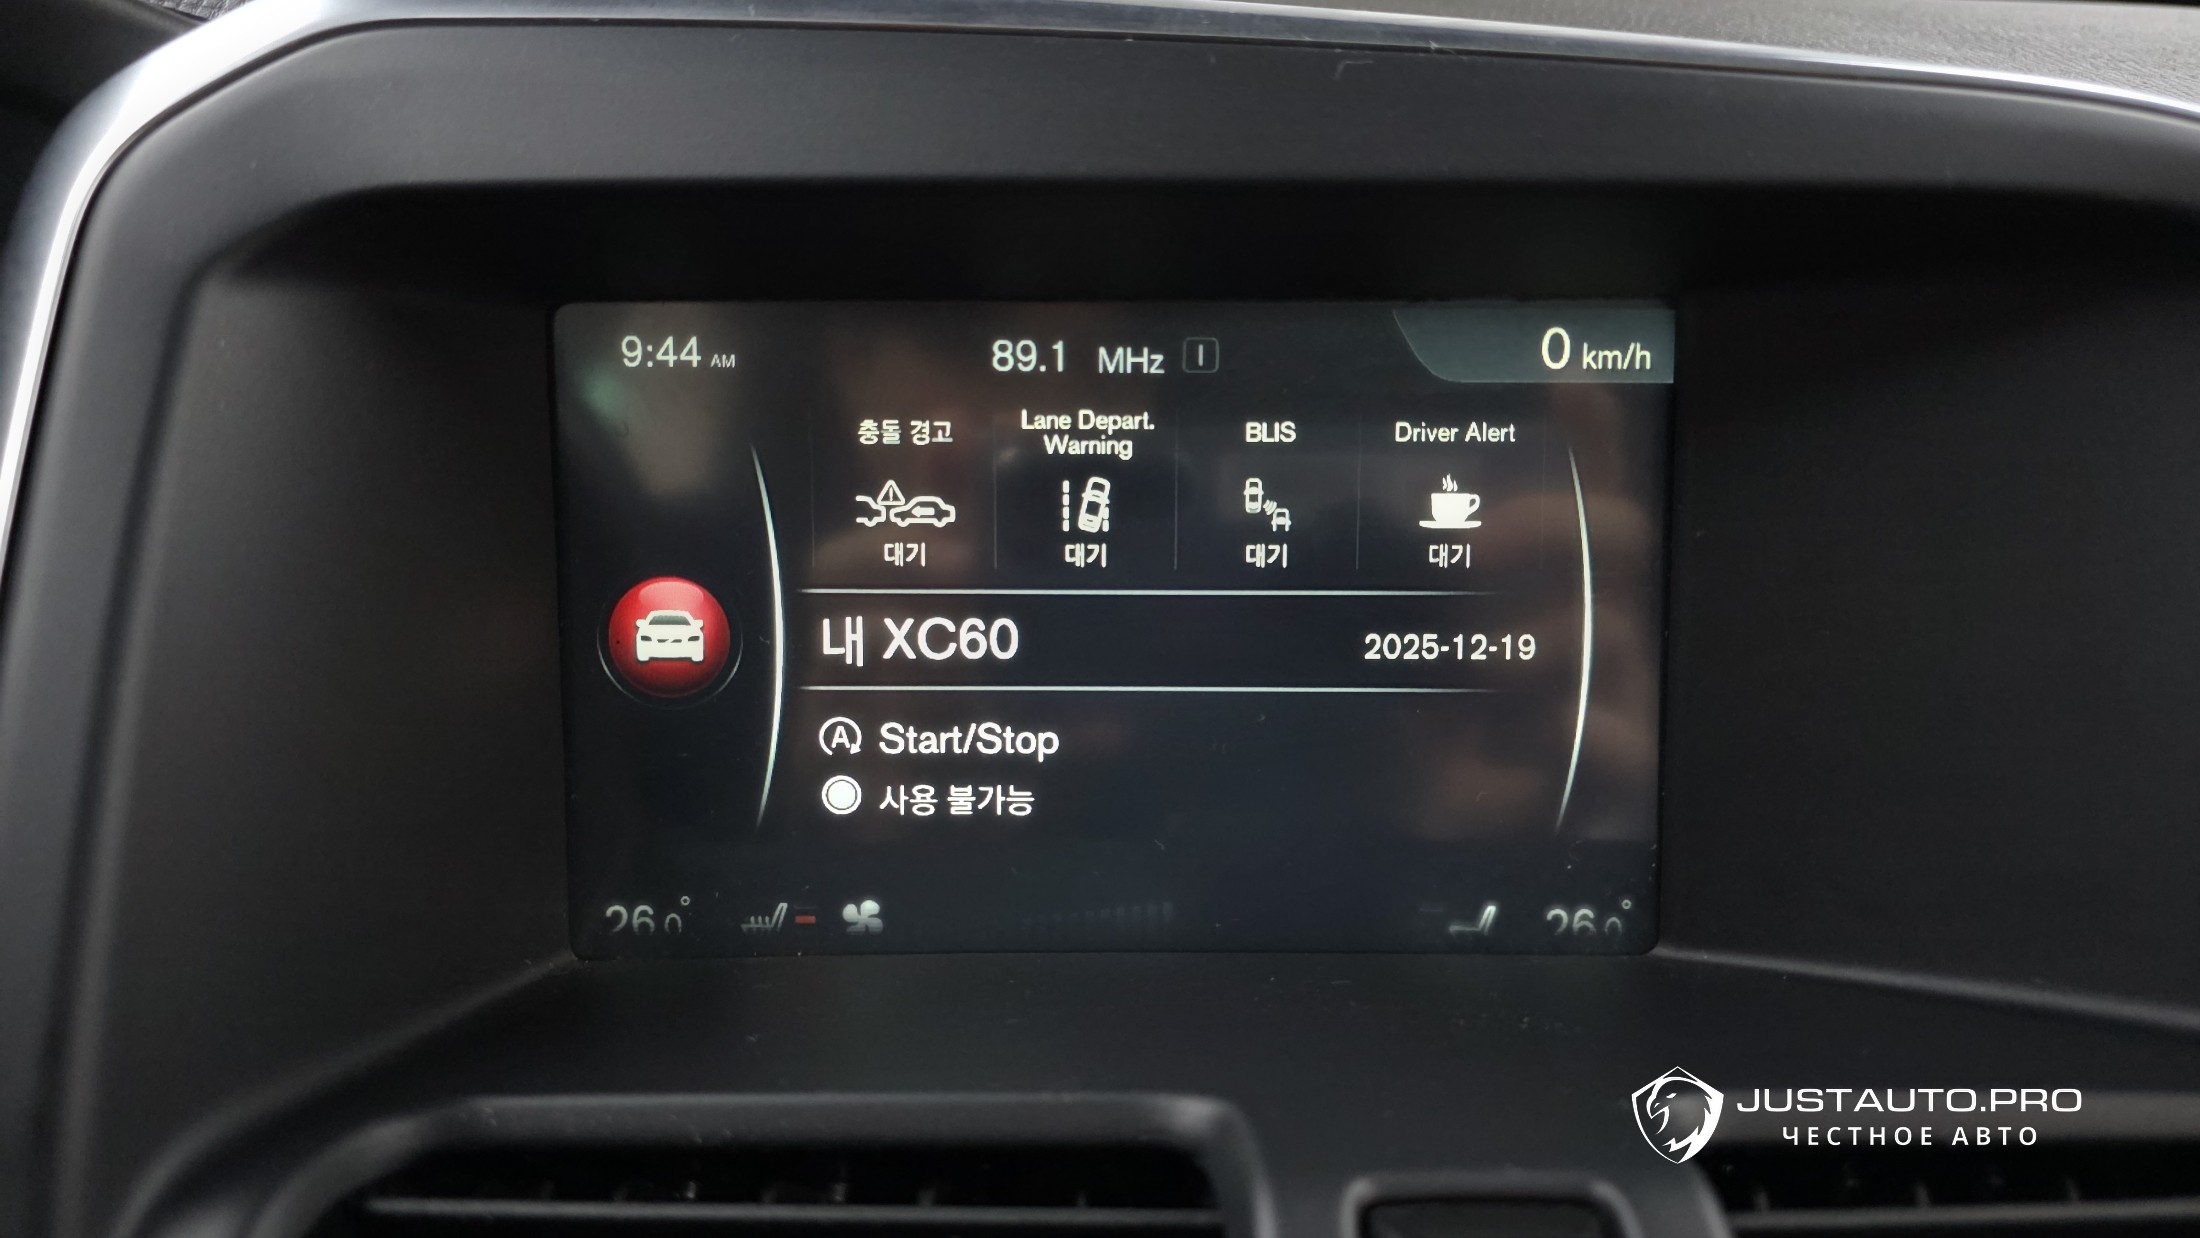 9:44 AM
89.1 MHz I
0 km/h
충돌 경고
Lane Depart.
Warning
BLIS
Driver Alert
대기
대기
대기
대기
내 XC60
2025-12-19
A Start/Stop
사용 불가능
26.0°
26.0°
JUSTAUTO.PRO
ЧЕСТНОЕ АВТО